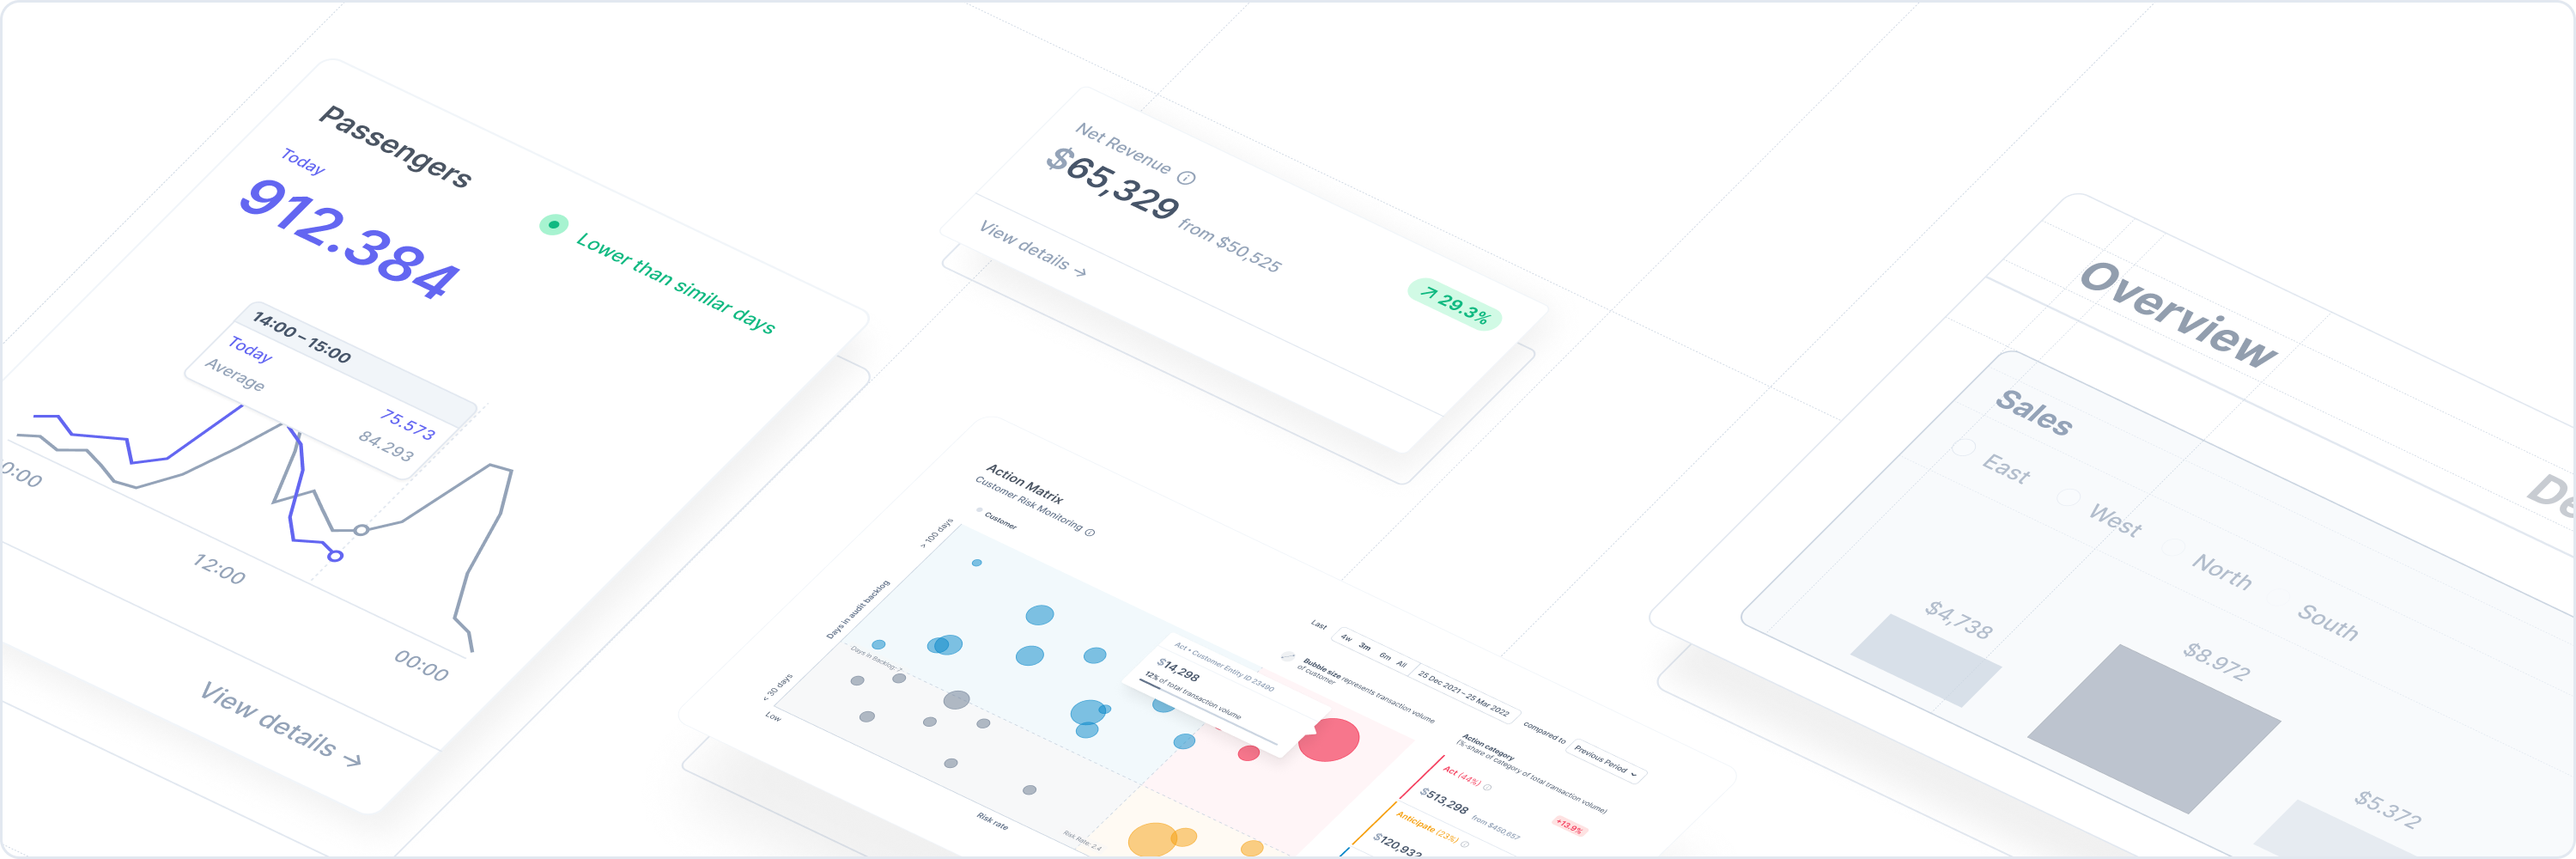 Passengers
Today
912.384
Lower than similar days
14:00 – 15:00
Today
75.573
Average
84.293
0:00
12:00
00:00
View details →
Net Revenue
$65,329 from $50,525
29.3%
View details →
Action Matrix
Customer Risk Monitoring
Customer
> 100 days
Days in audit backlog
< 30 days
Low
Days in Backlog: 7
Risk rate
Risk Rate: 2.4
Last 4w 3m 6m All 25 Dec 2021 – 25 Mar 2022 compared to Previous Period
Bubble size represents transaction volume
of customer
Act • Customer Entity ID 23490
$14,298
12% of total transaction volume
Action category
(%-share of category of total transaction volume)
Act (44%)
$513,298 from $450,657
+13.9%
Anticipate (23%)
$120,932
Overview
De
Sales
East
West
North
South
$4,738
$8.972
$5.372